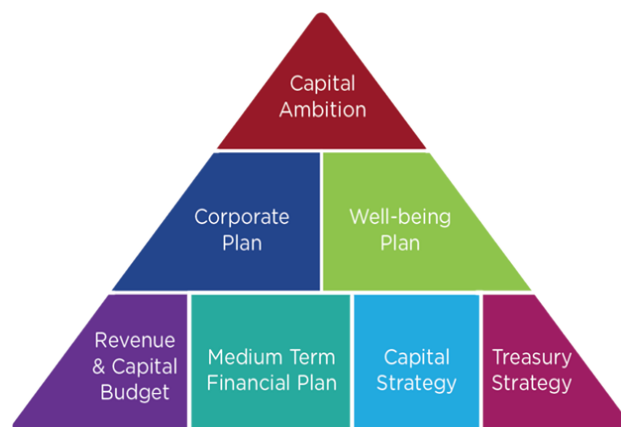 Capital
Ambition
Corporate
Plan
Well-being
Plan
Revenue
& Capital
Budget
Medium Term
Financial Plan
Capital
Strategy
Treasury
Strategy